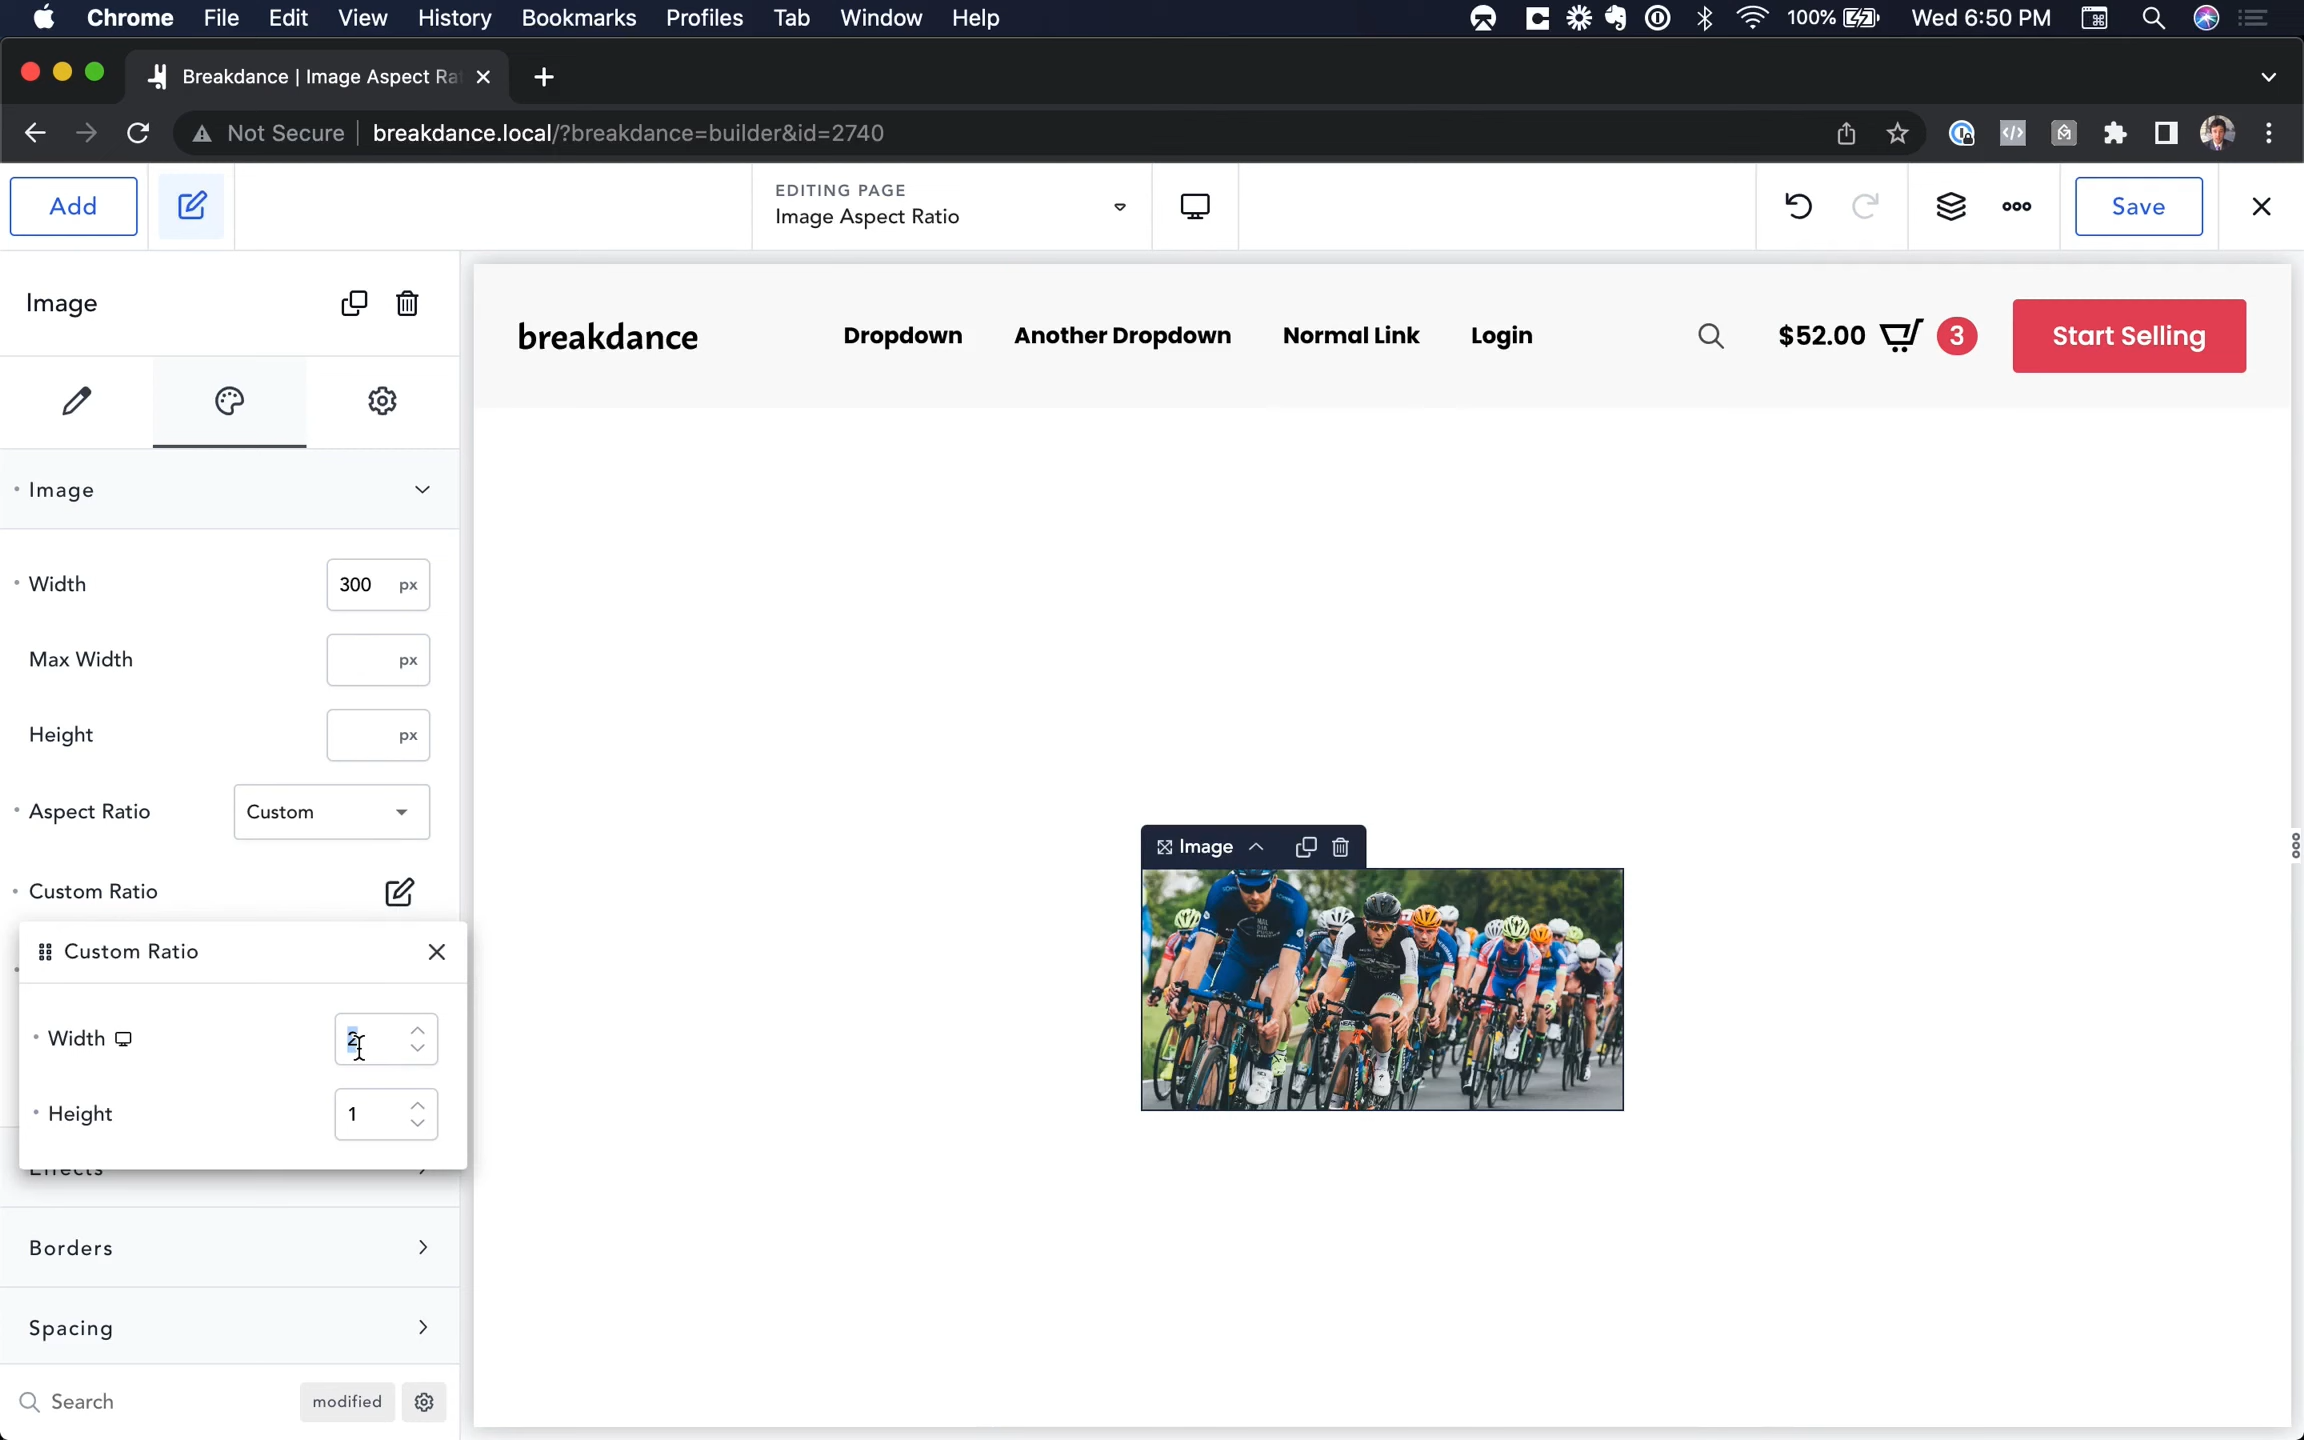 Chrome File Edit View History Bookmarks Profiles Tab Window Help 100% Wed 6:50 PM
Breakdance | Image Aspect Ra
Not Secure breakdance.local/?breakdance=builder&id=2740
Add
EDITING PAGE
Image Aspect Ratio
Save
Image
breakdance Dropdown Another Dropdown Normal Link Login $52.00 3 Start Selling
Image
Width 300 px
Max Width px
Height px
Aspect Ratio Custom
Custom Ratio
Image
Custom Ratio
Width 2
Height 1
Effects
Borders
Spacing
Search modified